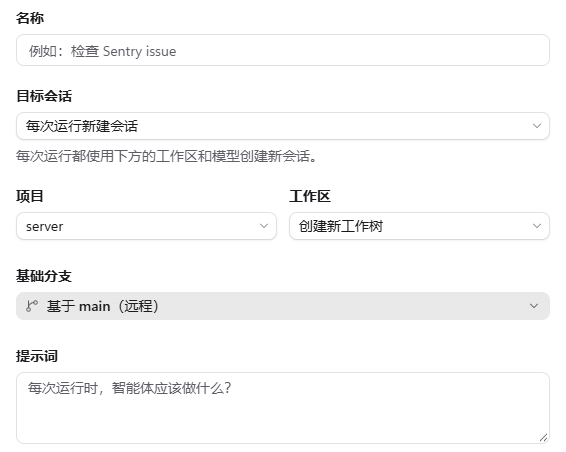 名称
例如：检查 Sentry issue
目标会话
每次运行新建会话
每次运行都使用下方的工作区和模型创建新会话。
项目
工作区
server
创建新工作树
基础分支
基于 main（远程）
提示词
每次运行时，智能体应该做什么？